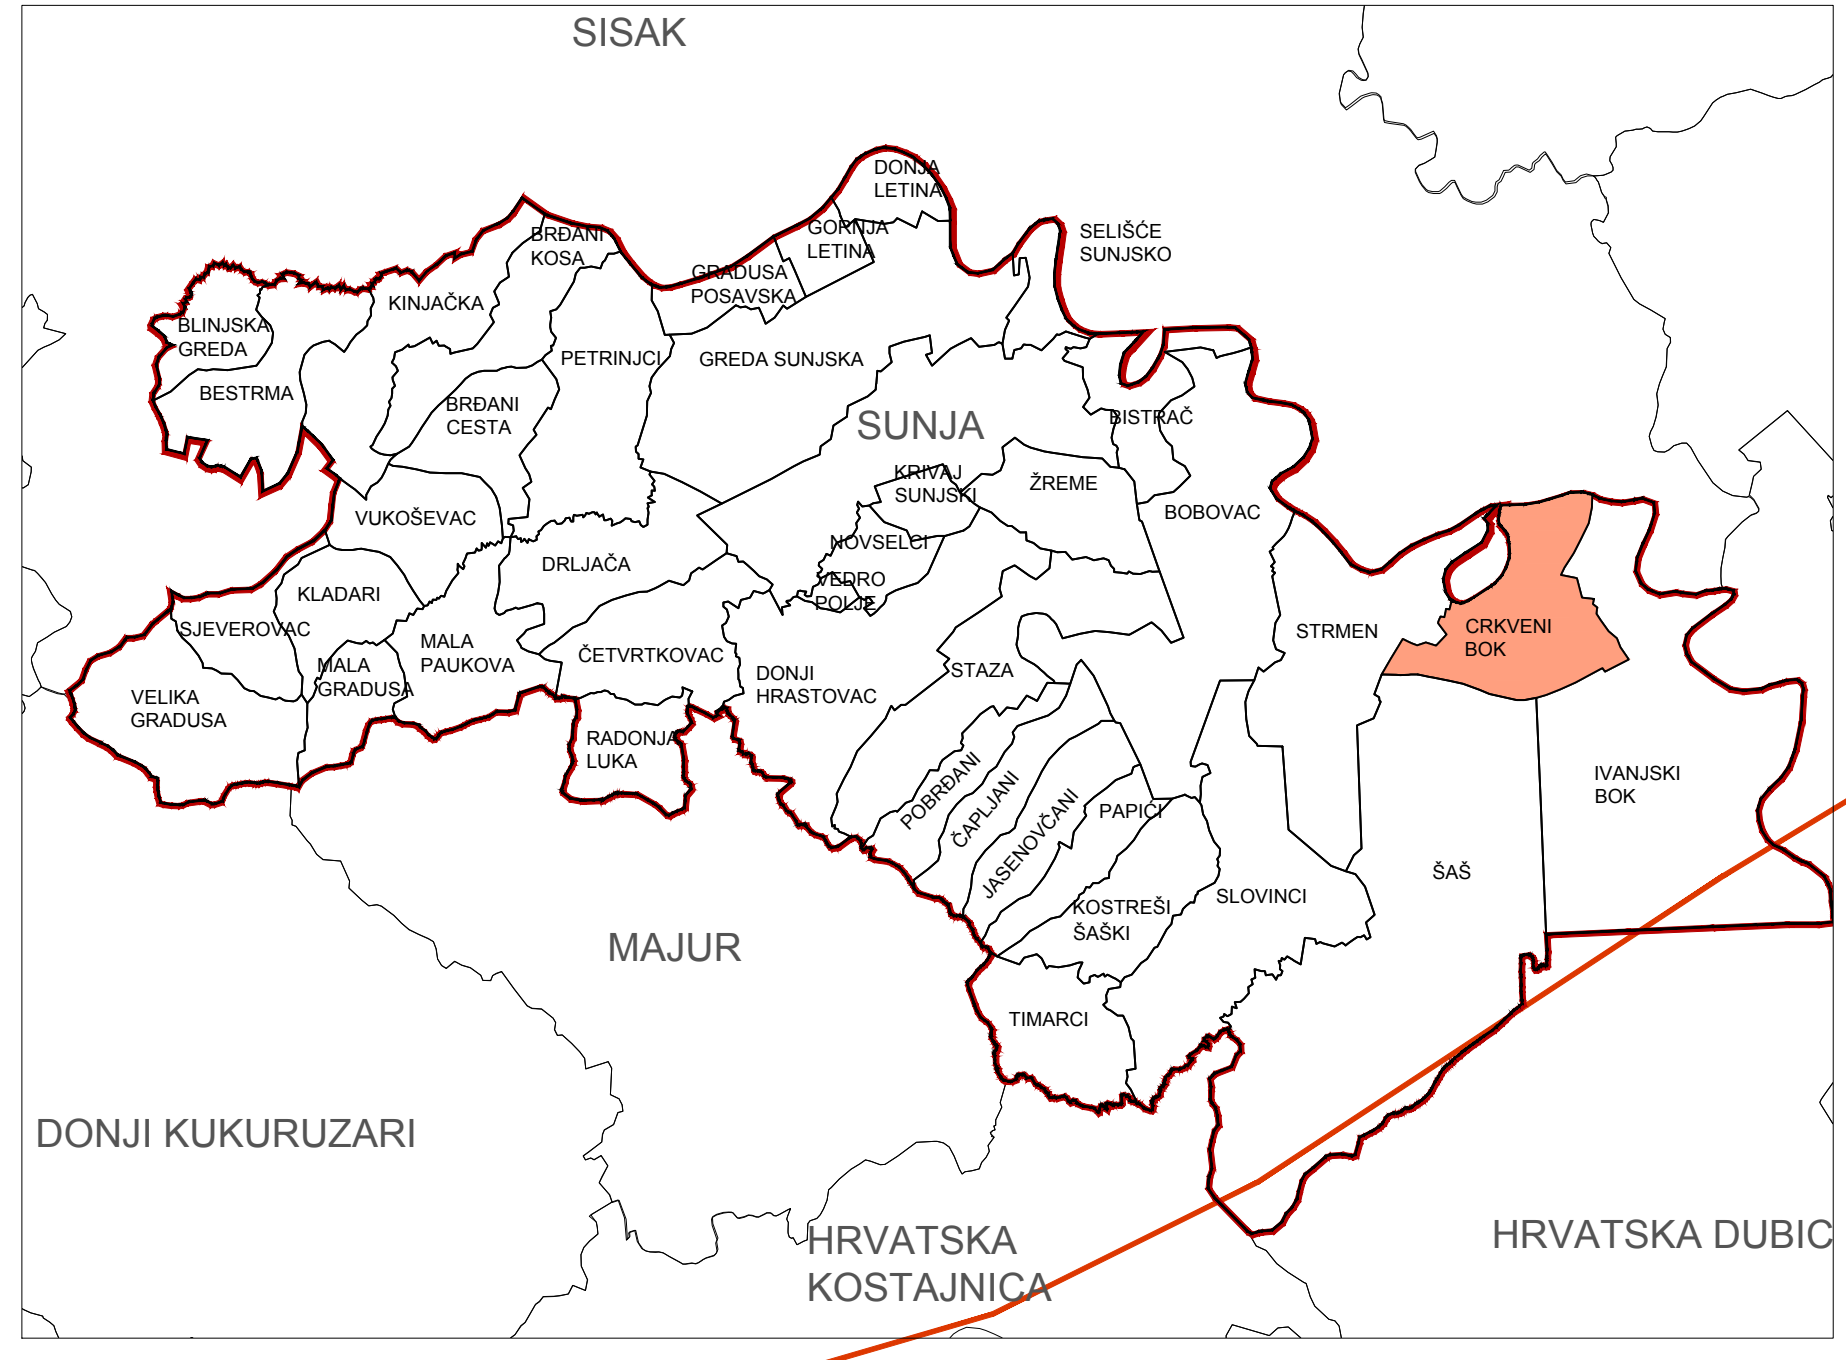 SISAK
DONJA
LETINA
GORNJA
LETINA
SELIŠĆE
SUNJSKO
BRĐANI
KOSA
GRADUSA
POSAVSKA
KINJAČKA
BLINJSKA
GREDA
PETRINJCI
GREDA SUNJSKA
BESTRMA
BRĐANI
CESTA
SUNJA
BISTRAČ
KRIVAJ
SUNJSKI
ŽREME
BOBOVAC
VUKOŠEVAC
NOVSELCI
DRLJAČA
VEDRO
POLJE
KLADARI
SJEVEROVAC
MALA
PAUKOVA
ČETVRTKOVAC
STRMEN
CRKVENI
BOK
MALA
GRADUSA
DONJI
HRASTOVAC
STAZA
VELIKA
GRADUSA
RADONJA
LUKA
POBRĐANI
ČAPLJANI
JASENOVČANI
PAPIĆI
IVANJSKI
BOK
ŠAŠ
SLOVINCI
KOSTREŠI
ŠAŠKI
MAJUR
TIMARCI
DONJI KUKURUZARI
HRVATSKA
KOSTAJNICA
HRVATSKA DUBIC